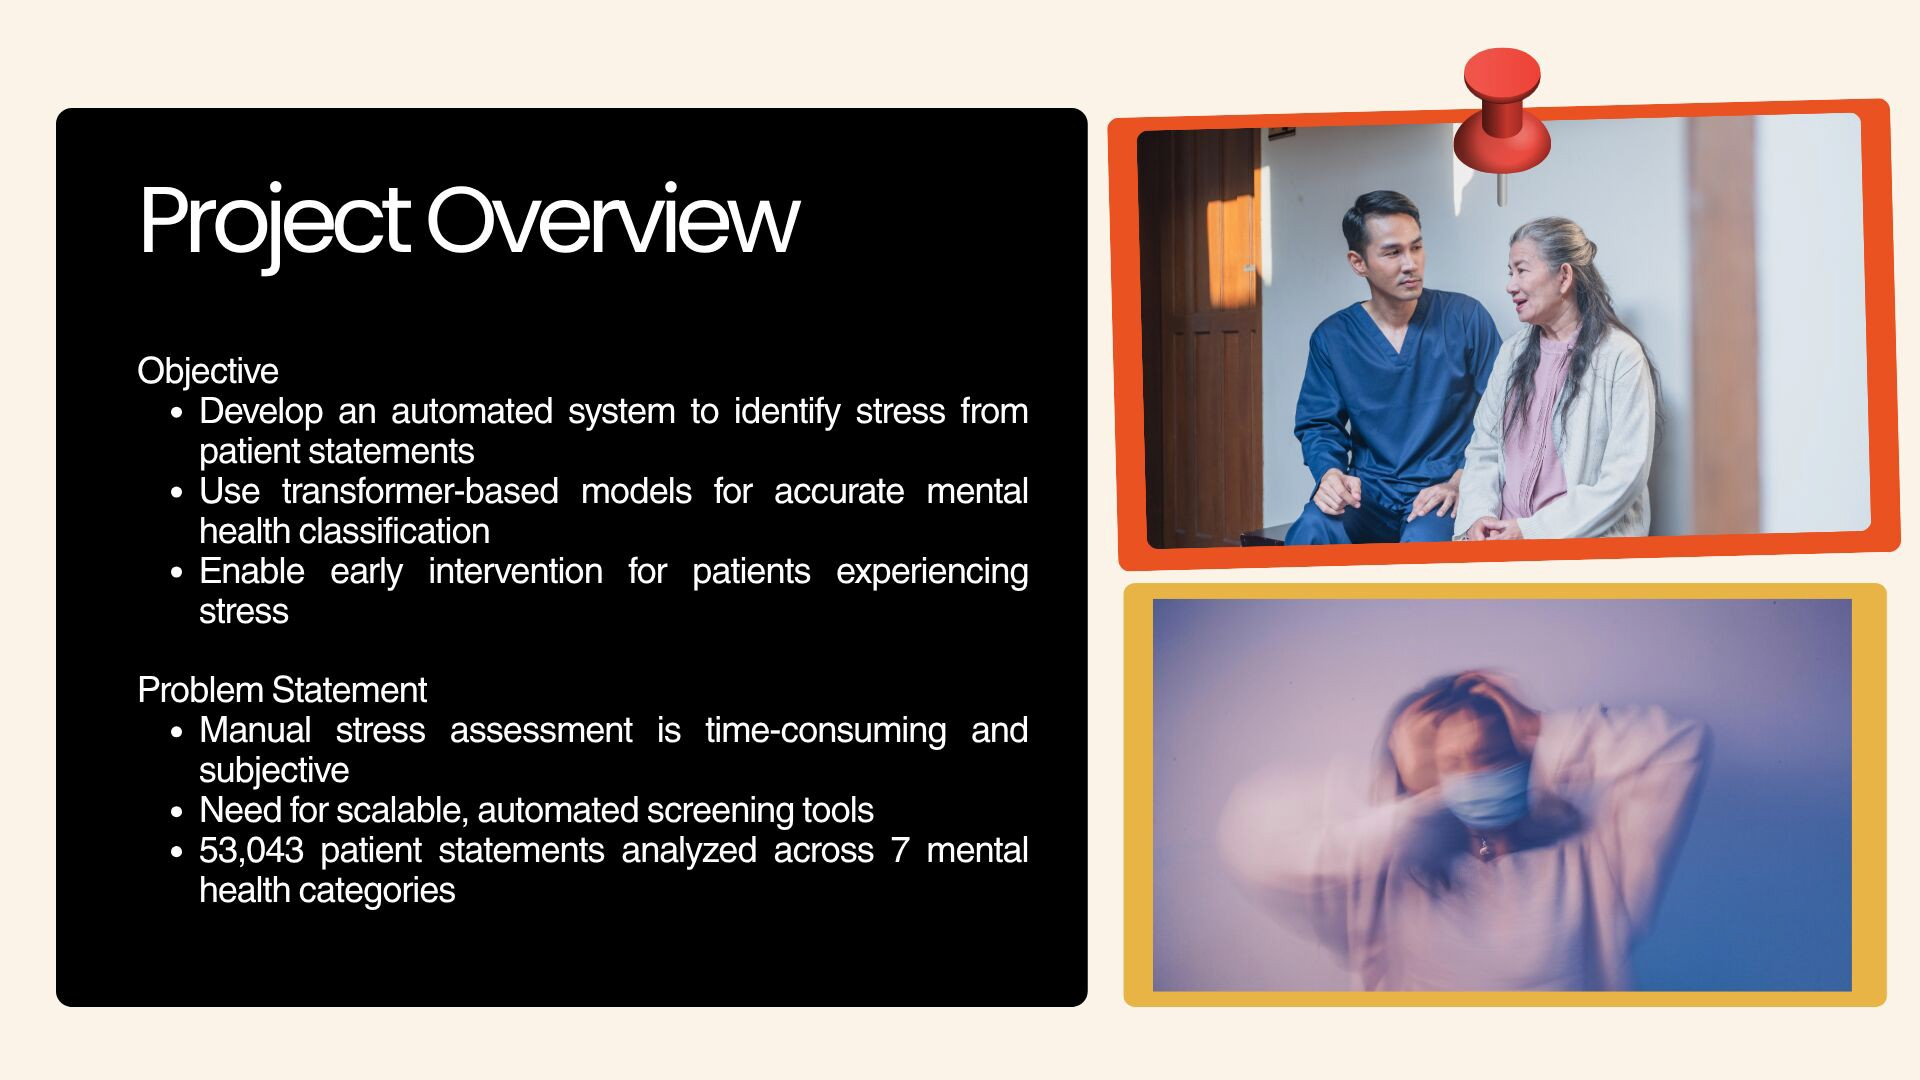 Project Overview
Objective
• Develop an automated system to identify stress from
patient statements
• Use transformer-based models for accurate mental
health classification
• Enable early intervention for patients experiencing
stress
Problem Statement
• Manual stress assessment is time-consuming and
subjective
• Need for scalable, automated screening tools
• 53,043 patient statements analyzed across 7 mental
health categories